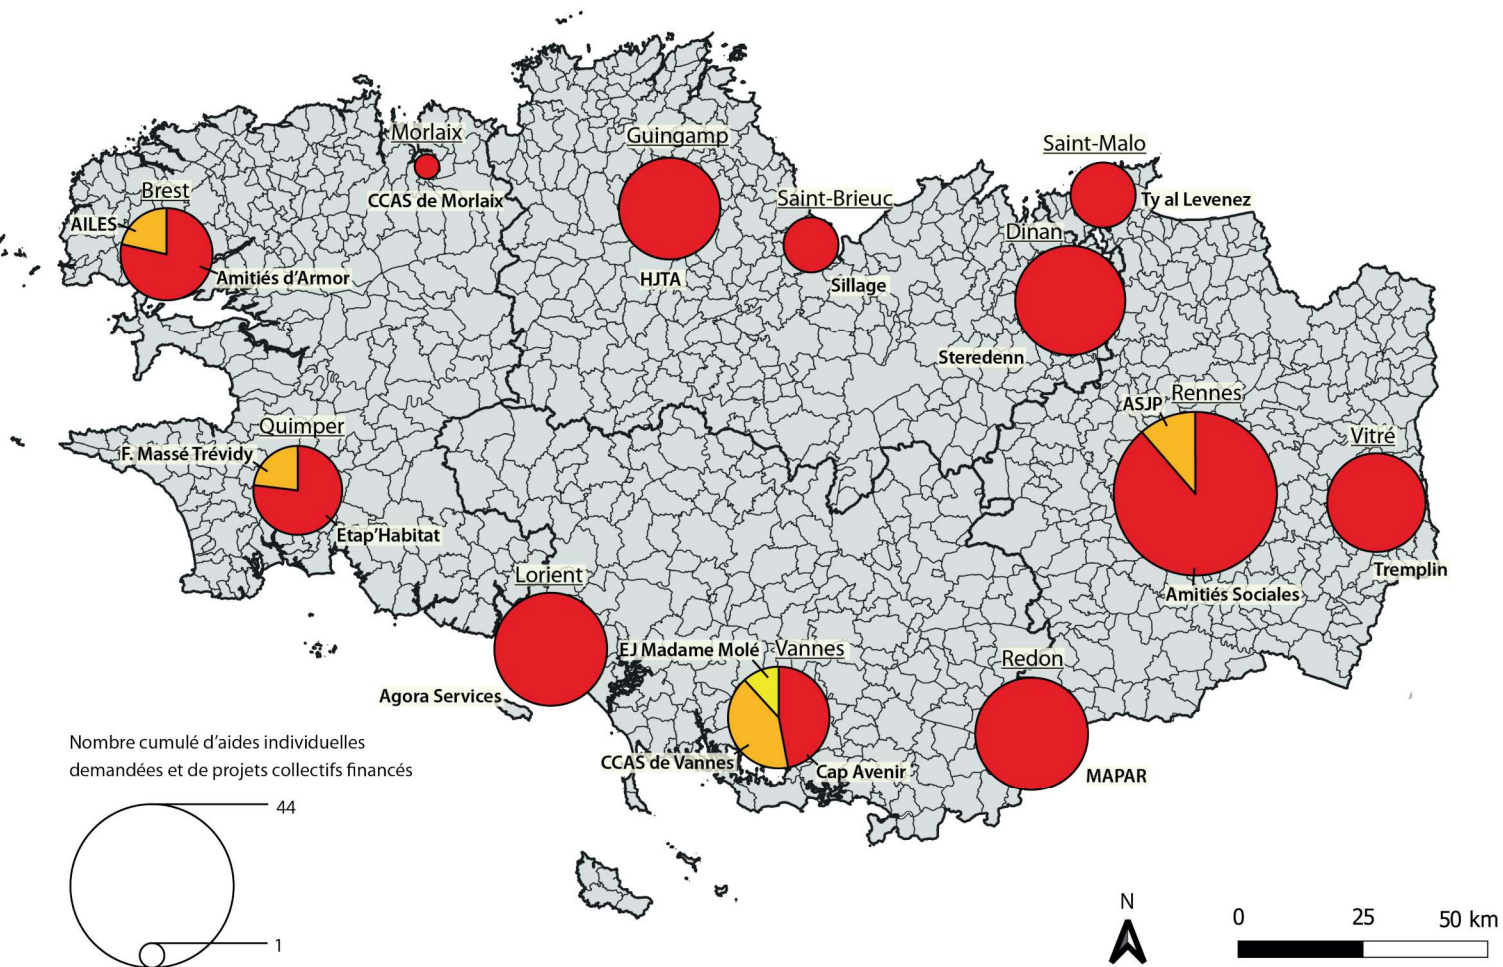 Morlaix
CCAS de Morlaix
Guingamp
HJTA
Saint-Brieuc
Sillage
Saint-Malo
Ty al Levenez
Dinan
Steredenn
Brest
AILES
Amitiés d’Armor
ASJP
Rennes
Amitiés Sociales
Vitré
Tremplin
Quimper
F. Massé Trévidy
Etap’Habitat
Lorient
Agora Services
EJ Madame Molé
Vannes
CCAS de Vannes
Cap Avenir
Redon
MAPAR
Nombre cumulé d’aides individuelles
demandées et de projets collectifs financés
44
1
N
0 25 50 km